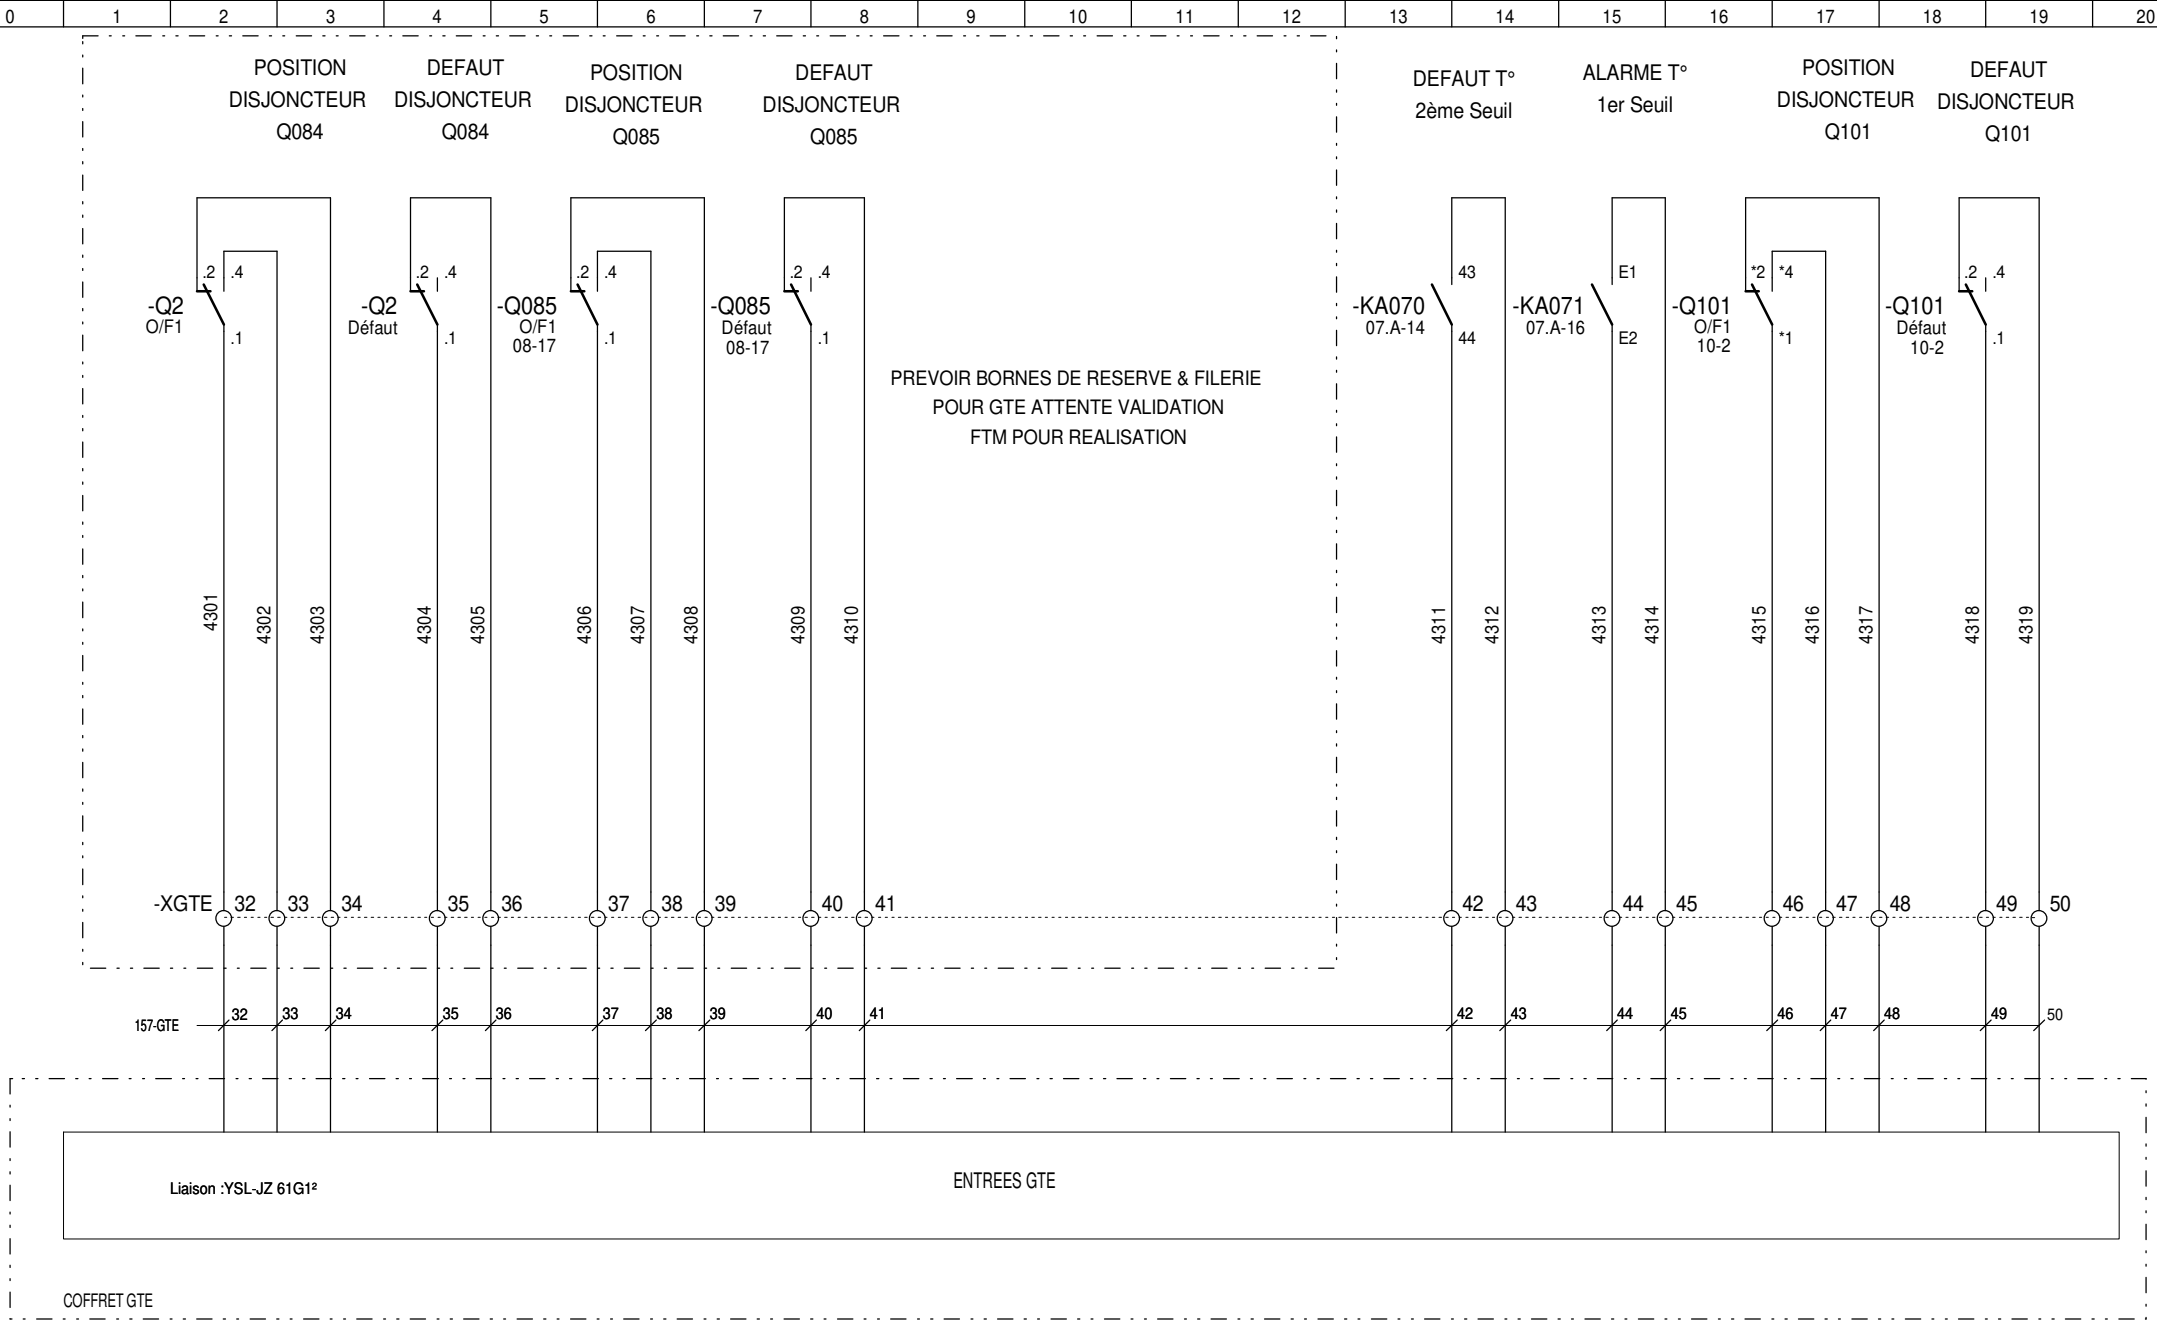 0 1 2 3 4 5 6 7 8 9 10 11 12 13 14 15 16 17 18 19 20
POSITION
DISJONCTEUR
Q084
DEFAUT
DISJONCTEUR
Q084
POSITION
DISJONCTEUR
Q085
DEFAUT
DISJONCTEUR
Q085
DEFAUT T°
2ème Seuil
ALARME T°
1er Seuil
POSITION
DISJONCTEUR
Q101
DEFAUT
DISJONCTEUR
Q101
.2 .4
-Q2
O/F1
.1
.2 .4
-Q2
Défaut
.1
.2 .4
-Q085
O/F1
08-17
.1
.2 .4
-Q085
Défaut
08-17
.1
43
-KA070
07.A-14
44
E1
-KA071
07.A-16
E2
*2 *4
-Q101
O/F1
10-2
*1
.2 .4
-Q101
Défaut
10-2
.1
PREVOIR BORNES DE RESERVE & FILERIE
POUR GTE ATTENTE VALIDATION
FTM POUR REALISATION
4301 4302 4303 4304 4305 4306 4307 4308 4309 4310 4311 4312 4313 4314 4315 4316 4317 4318 4319
-XGTE 32 33 34 35 36 37 38 39 40 41 42 43 44 45 46 47 48 49 50
157-GTE 32 33 34 35 36 37 38 39 40 41 42 43 44 45 46 47 48 49 50
Liaison :YSL-JZ 61G1²
ENTREES GTE
COFFRET GTE